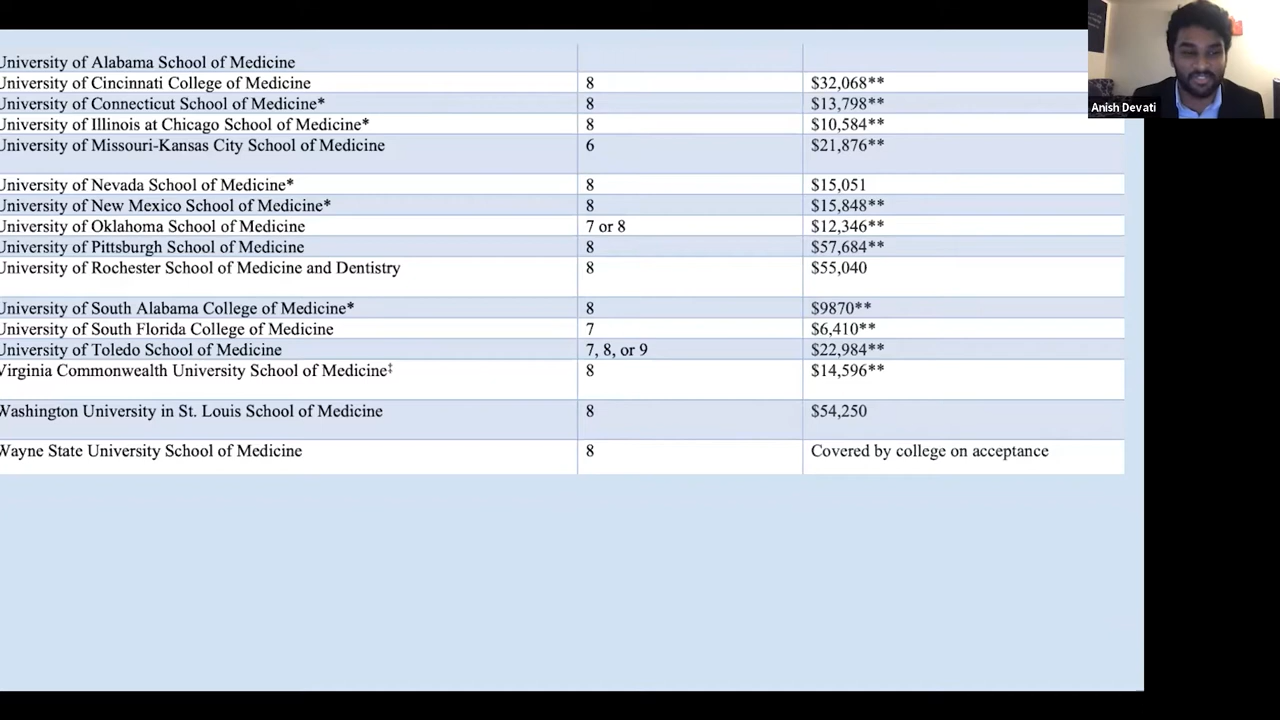 University of Alabama School of Medicine
University of Cincinnati College of Medicine 8 $32,068**
University of Connecticut School of Medicine* 8 $13,798**
University of Illinois at Chicago School of Medicine* 8 $10,584**
University of Missouri-Kansas City School of Medicine 6 $21,876**
University of Nevada School of Medicine* 8 $15,051
University of New Mexico School of Medicine* 8 $15,848**
University of Oklahoma School of Medicine 7 or 8 $12,346**
University of Pittsburgh School of Medicine 8 $57,684**
University of Rochester School of Medicine and Dentistry 8 $55,040
University of South Alabama College of Medicine* 8 $9870**
University of South Florida College of Medicine 7 $6,410**
University of Toledo School of Medicine 7, 8, or 9 $22,984**
Virginia Commonwealth University School of Medicine‡ 8 $14,596**
Washington University in St. Louis School of Medicine 8 $54,250
Wayne State University School of Medicine 8 Covered by college on acceptance
Anish Devati